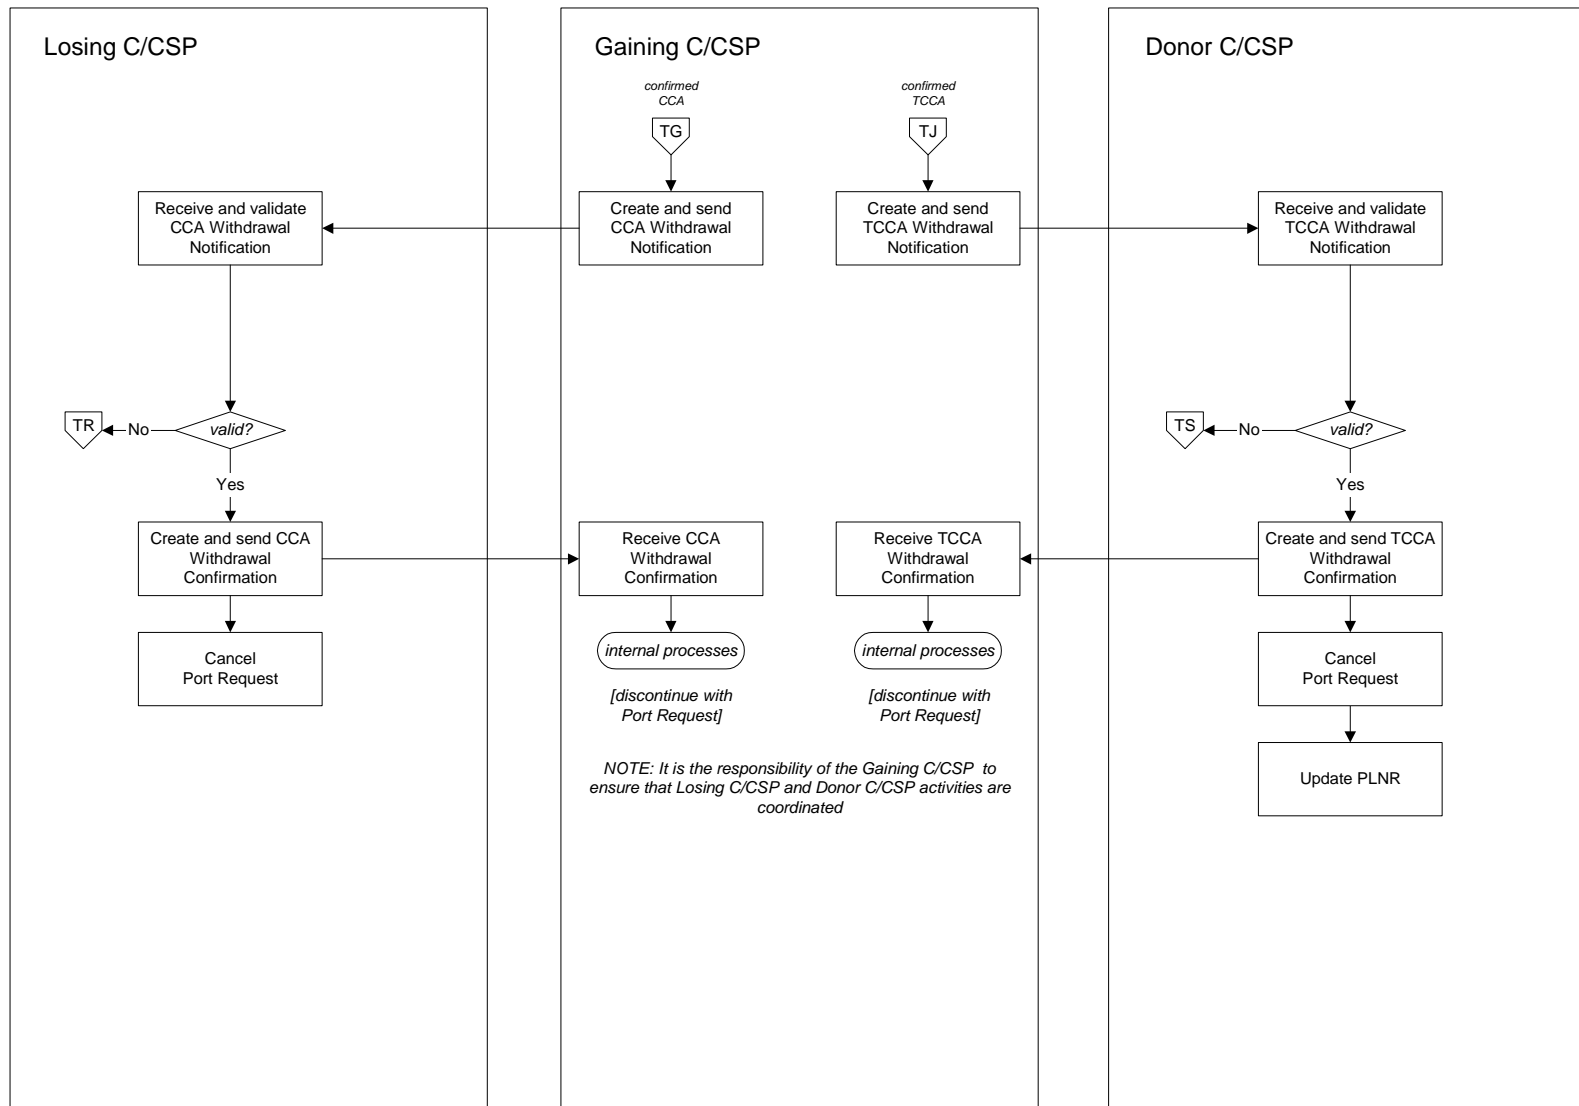 Losing C/CSP
Gaining C/CSP
Donor C/CSP
confirmed
CCA
confirmed
TCCA
TG
TJ
Receive and validate
CCA Withdrawal
Notification
Create and send
CCA Withdrawal
Notification
Create and send
TCCA Withdrawal
Notification
Receive and validate
TCCA Withdrawal
Notification
TR
No
valid?
TS
No
valid?
Yes
Yes
Create and send CCA
Withdrawal
Confirmation
Receive CCA
Withdrawal
Confirmation
Receive TCCA
Withdrawal
Confirmation
Create and send TCCA
Withdrawal
Confirmation
Cancel
Port Request
internal processes
internal processes
Cancel
Port Request
[discontinue with
Port Request]
[discontinue with
Port Request]
NOTE: It is the responsibility of the Gaining C/CSP to
ensure that Losing C/CSP and Donor C/CSP activities are
coordinated
Update PLNR